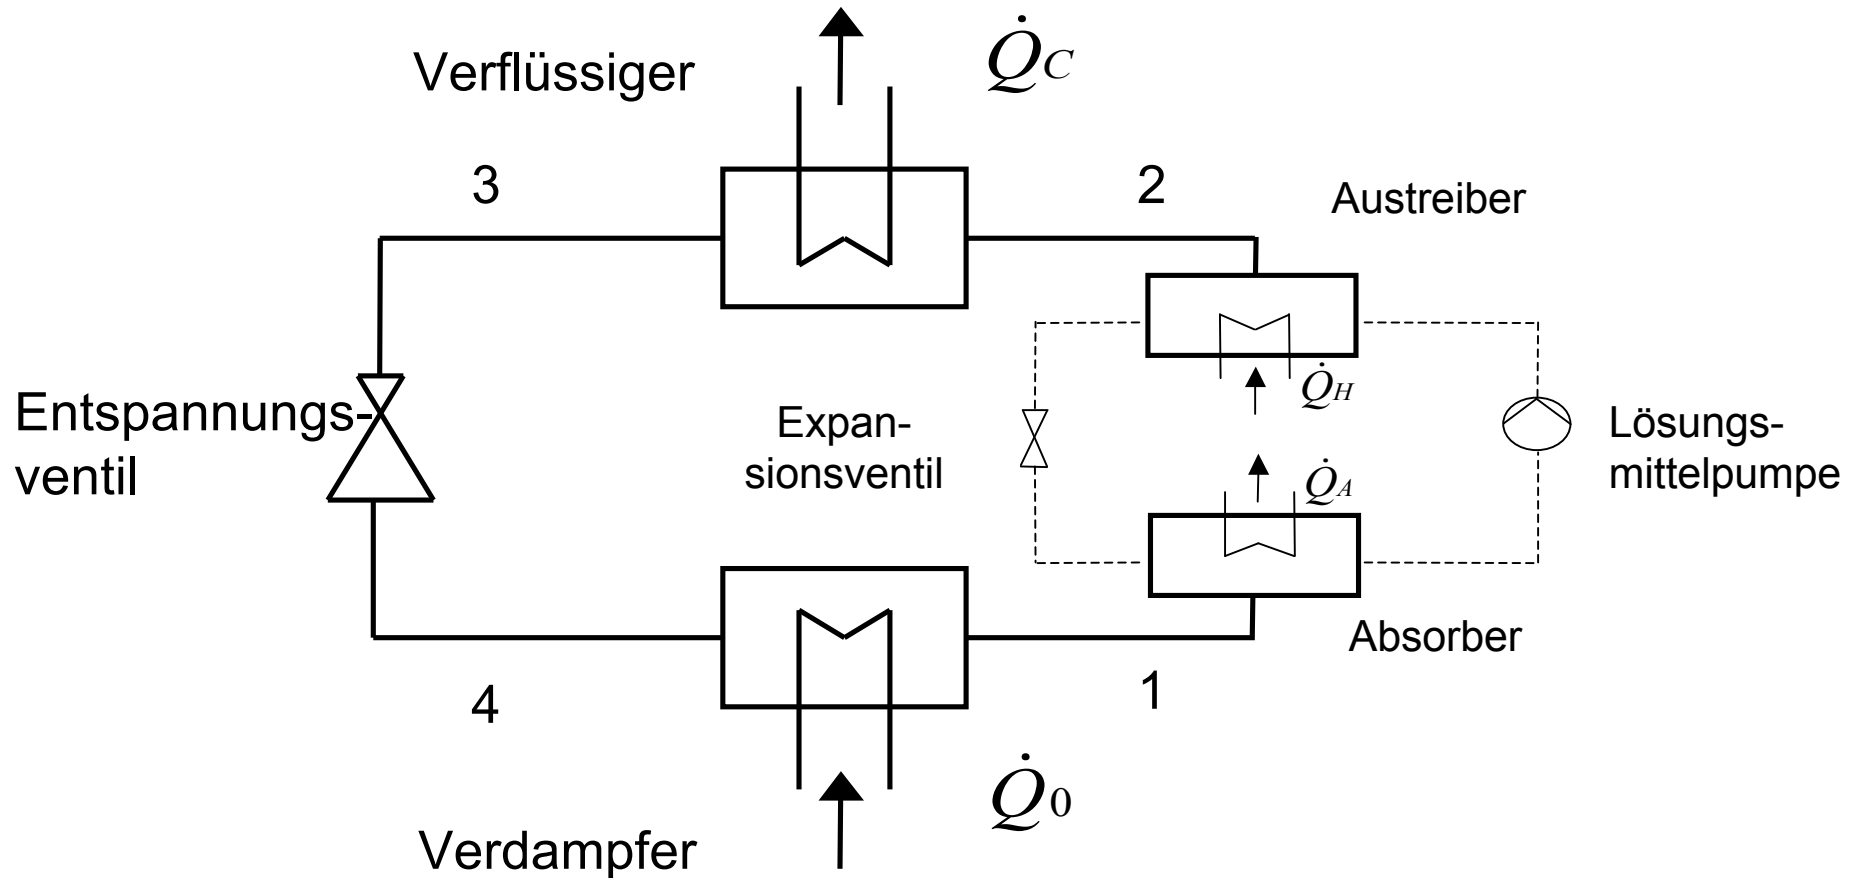 Verflüssiger
Q̇C
3
2
Austreiber
Q̇H
Entspannungs-
ventil
Expan-
sionsventil
Lösungs-
mittelpumpe
Q̇A
Absorber
4
1
Q̇0
Verdampfer